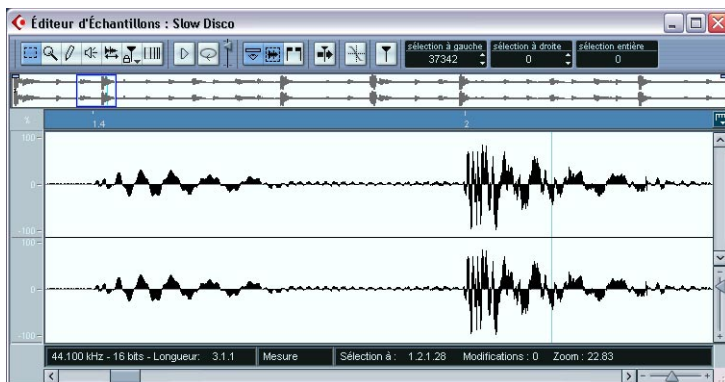 Éditeur d'Échantillons : Slow Disco
sélection à gauche sélection à droite sélection entière
37342 0 0
% 1.4 2
100
0
-100
100
0
-100
44.100 kHz - 16 bits - Longueur: 3.1.1 Mesure Sélection à : 1.2.1.28 Modifications : 0 Zoom : 22.83